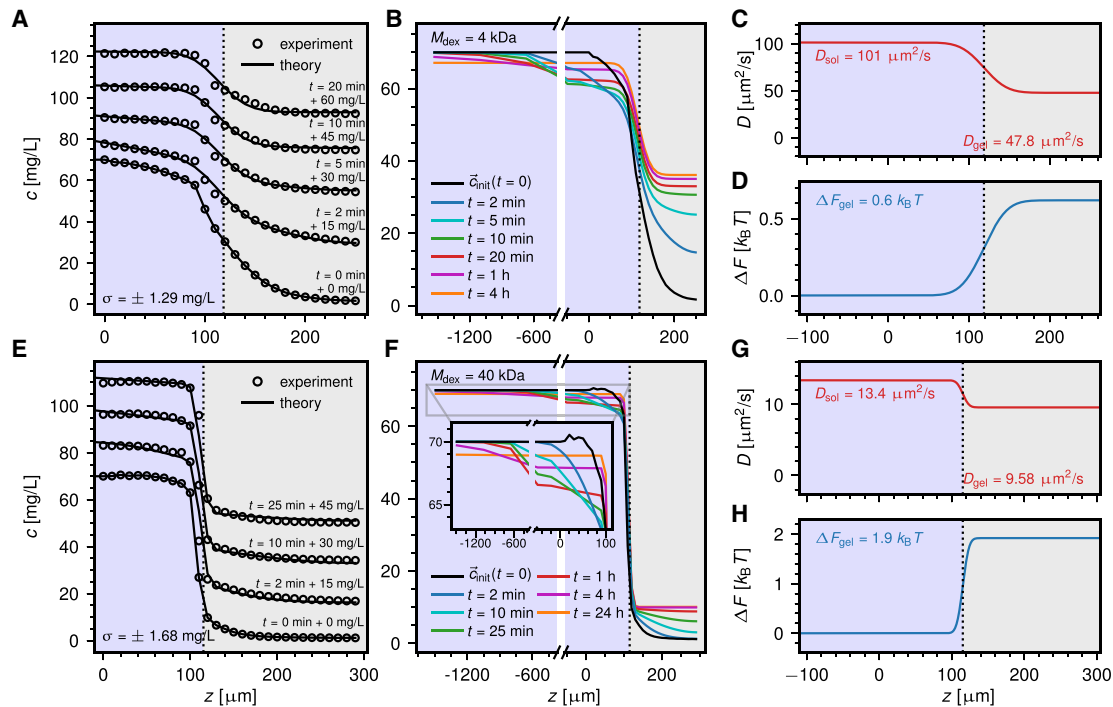 A
experiment
theory
t = 20 min
+ 60 mg/L
t = 10 min
+ 45 mg/L
t = 5 min
+ 30 mg/L
t = 2 min
+ 15 mg/L
t = 0 min
+ 0 mg/L
σ = ± 1.29 mg/L
c [mg/L]
0
20
40
60
80
100
120
0
100
200
B
M_dex = 4 kDa
c⃗_init(t = 0)
t = 2 min
t = 5 min
t = 10 min
t = 20 min
t = 1 h
t = 4 h
0
20
40
60
-1200
-600
0
200
C
D_sol = 101 μm²/s
D_gel = 47.8 μm²/s
D [μm²/s]
0
50
100
D
ΔF_gel = 0.6 k_BT
ΔF [k_BT]
0.0
0.5
−100
0
100
200
E
experiment
theory
t = 25 min + 45 mg/L
t = 10 min + 30 mg/L
t = 2 min + 15 mg/L
t = 0 min + 0 mg/L
σ = ± 1.68 mg/L
c [mg/L]
0
20
40
60
80
100
0
100
200
300
z [μm]
F
M_dex = 40 kDa
70
65
-1200
-600
0
100
c⃗_init(t = 0)
t = 2 min
t = 10 min
t = 25 min
t = 1 h
t = 4 h
t = 24 h
0
20
40
60
-1200
-600
0
200
z [μm]
G
D_sol = 13.4 μm²/s
D_gel = 9.58 μm²/s
D [μm²/s]
0
10
H
ΔF_gel = 1.9 k_BT
ΔF [k_BT]
0
1
2
−100
0
100
200
z [μm]